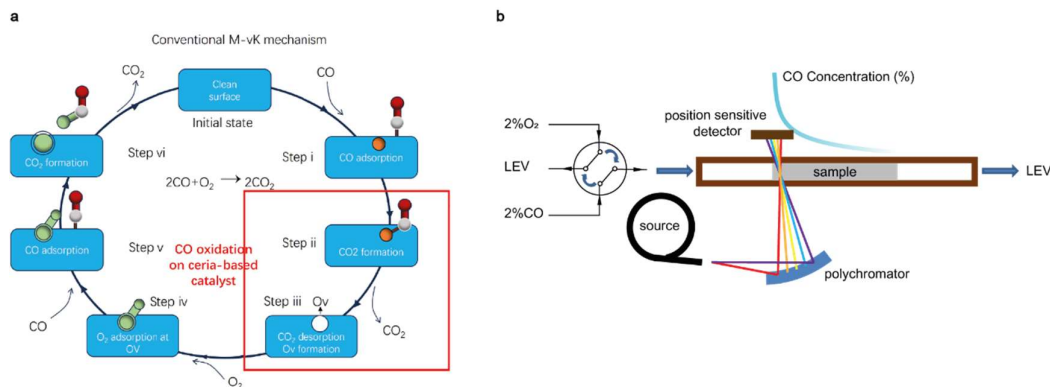 a
Conventional M-vK mechanism
CO₂
CO
Clean
surface
Initial state
CO₂ formation
Step vi
Step i
CO adsorption
2CO+O₂ → 2CO₂
CO adsorption
Step v
CO oxidation
on ceria-based
catalyst
Step ii
CO2 formation
Step iv
Step iii
Ov
CO
O₂ adsorption at
OV
CO₂ desorption
Ov formation
CO₂
O₂
b
CO Concentration (%)
position sensitive
detector
2%O₂
LEV
2%CO
sample
LEV
source
polychromator